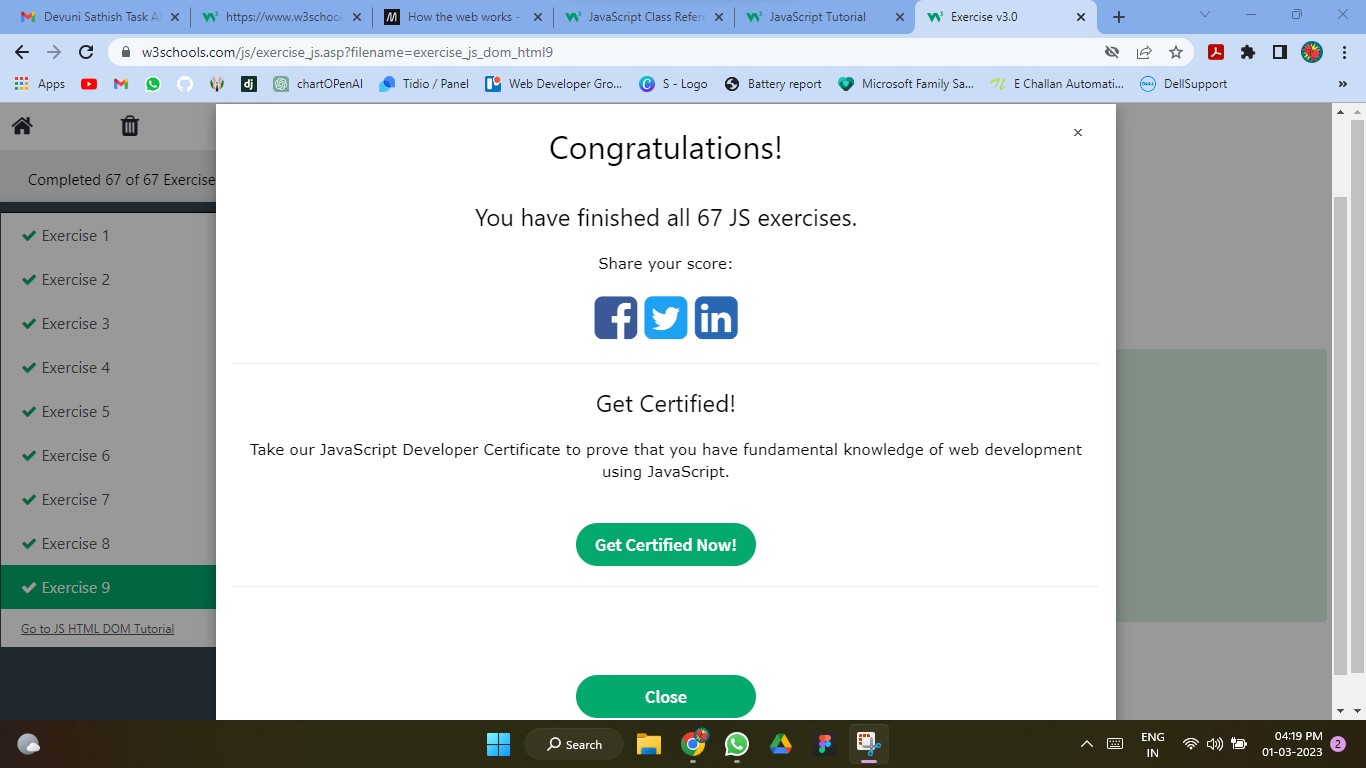 Devuni Sathish Task Al
https://www.w3school
How the web works -
JavaScript Class Refere
JavaScript Tutorial
Exercise v3.0
w3schools.com/js/exercise_js.asp?filename=exercise_js_dom_html9
Apps
chartOPenAI
Tidio / Panel
Web Developer Gro...
S - Logo
Battery report
Microsoft Family Sa...
E Challan Automati...
DellSupport
»
Completed 67 of 67 Exercise
Exercise 1
Exercise 2
Exercise 3
Exercise 4
Exercise 5
Exercise 6
Exercise 7
Exercise 8
Exercise 9
Go to JS HTML DOM Tutorial
×
Congratulations!
You have finished all 67 JS exercises.
Share your score:
Get Certified!
Take our JavaScript Developer Certificate to prove that you have fundamental knowledge of web development
using JavaScript.
Get Certified Now!
Close
Search
ENG
IN
04:19 PM
01-03-2023
2